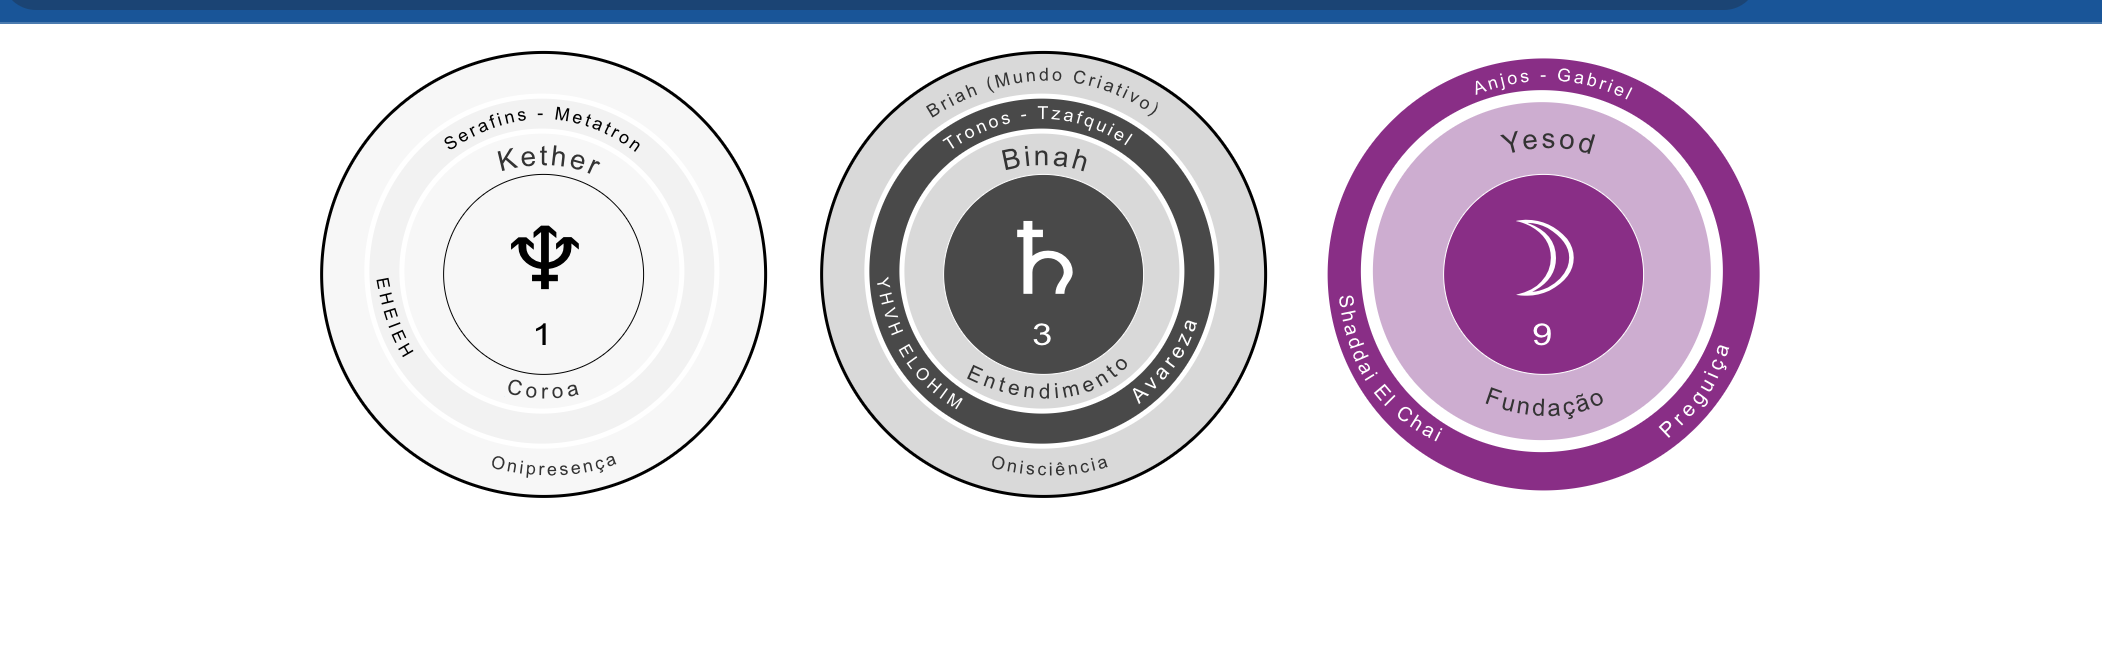 Serafins - Metatron
Kether
EHEIEH
1
Coroa
Onipresença
Briah (Mundo Criativo)
Tronos - Tzafquiel
Binah
YHVH ELOHIM
3
Avareza
Entendimento
Onisciência
Anjos - Gabriel
Yesod
Shaddai El Chai
9
Preguiça
Fundação